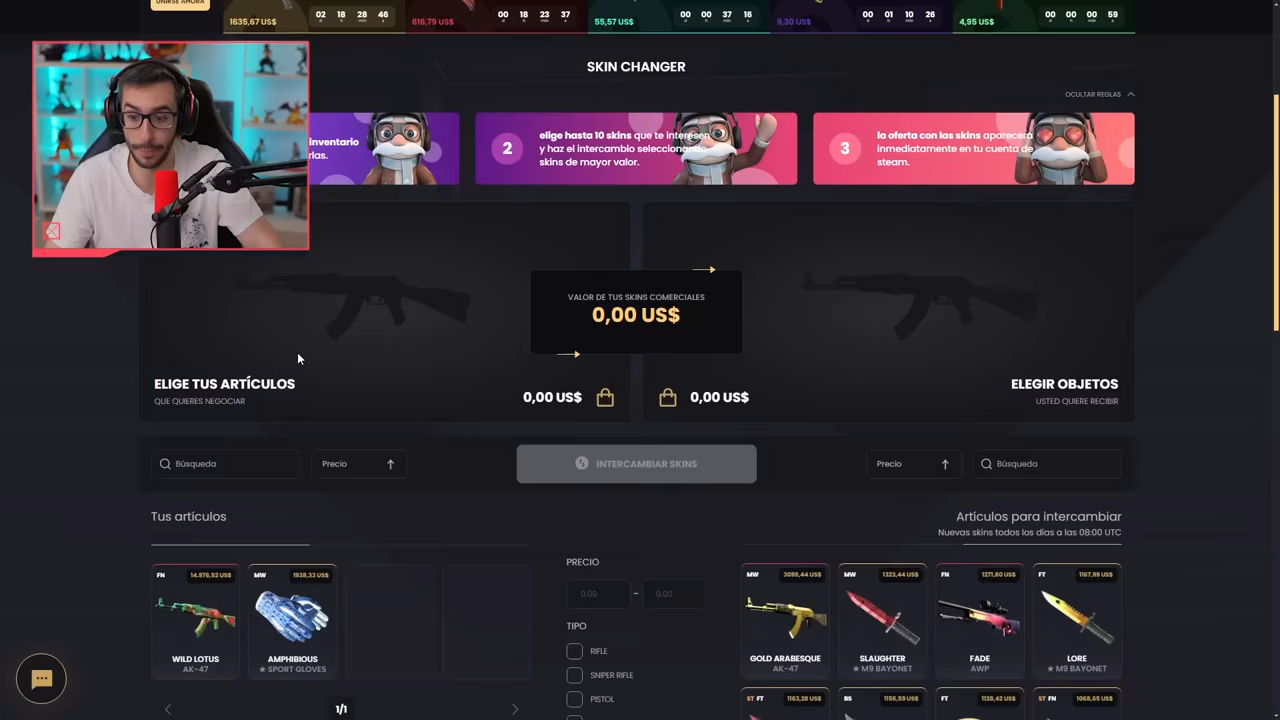 UNIRSE AHORA
1635,67 US$
02 18 28 46
616,79 US$
00 18 23 37
55,57 US$
00 00 37 16
9,30 US$
00 01 10 26
4,95 US$
00 00 00 59
SKIN CHANGER
OCULTAR REGLAS
inventario
rlas.
2
elige hasta 10 skins que te interesen
y haz el intercambio seleccionando
skins de mayor valor.
3
la oferta con las skins aparecerá
inmediatamente en tu cuenta de
steam.
VALOR DE TUS SKINS COMERCIALES
0,00 US$
ELIGE TUS ARTÍCULOS
QUE QUIERES NEGOCIAR
0,00 US$
0,00 US$
ELEGIR OBJETOS
USTED QUIERE RECIBIR
Búsqueda
Precio
INTERCAMBIAR SKINS
Precio
Búsqueda
Tus artículos
Artículos para intercambiar
Nuevas skins todos los días a las 08:00 UTC
FN 14.976,52 US$
WILD LOTUS
AK-47
MW 1938,33 US$
AMPHIBIOUS
★ SPORT GLOVES
1/1
PRECIO
0.00 - 0.00
TIPO
RIFLE
SNIPER RIFLE
PISTOL
MW 3099,44 US$
GOLD ARABESQUE
AK-47
MW 1323,44 US$
SLAUGHTER
★ M9 BAYONET
FN 1271,60 US$
FADE
AWP
FT 1167,99 US$
LORE
★ M9 BAYONET
ST FT 1163,28 US$
BS 1156,59 US$
FT 1128,42 US$
ST FN 1068,65 US$